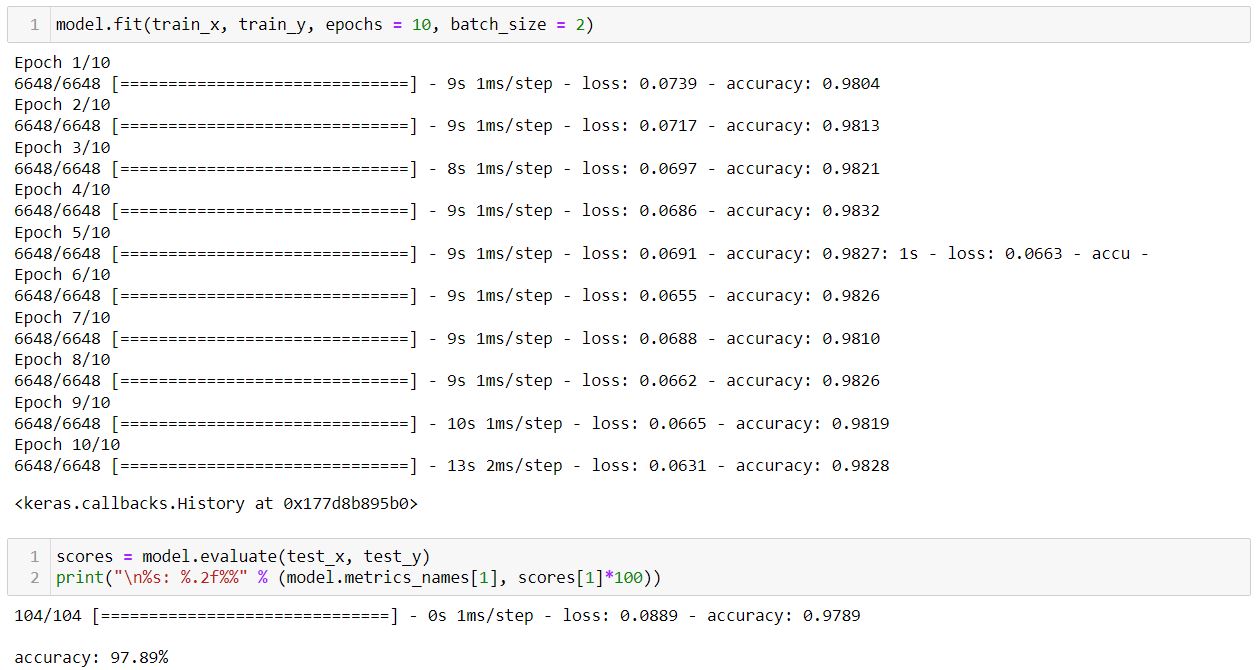 1 model.fit(train_x, train_y, epochs = 10, batch_size = 2)
Epoch 1/10
6648/6648 [==============================] - 9s 1ms/step - loss: 0.0739 - accuracy: 0.9804
Epoch 2/10
6648/6648 [==============================] - 9s 1ms/step - loss: 0.0717 - accuracy: 0.9813
Epoch 3/10
6648/6648 [==============================] - 8s 1ms/step - loss: 0.0697 - accuracy: 0.9821
Epoch 4/10
6648/6648 [==============================] - 9s 1ms/step - loss: 0.0686 - accuracy: 0.9832
Epoch 5/10
6648/6648 [==============================] - 9s 1ms/step - loss: 0.0691 - accuracy: 0.9827: 1s - loss: 0.0663 - accu -
Epoch 6/10
6648/6648 [==============================] - 9s 1ms/step - loss: 0.0655 - accuracy: 0.9826
Epoch 7/10
6648/6648 [==============================] - 9s 1ms/step - loss: 0.0688 - accuracy: 0.9810
Epoch 8/10
6648/6648 [==============================] - 9s 1ms/step - loss: 0.0662 - accuracy: 0.9826
Epoch 9/10
6648/6648 [==============================] - 10s 1ms/step - loss: 0.0665 - accuracy: 0.9819
Epoch 10/10
6648/6648 [==============================] - 13s 2ms/step - loss: 0.0631 - accuracy: 0.9828
<keras.callbacks.History at 0x177d8b895b0>
1 scores = model.evaluate(test_x, test_y)
2 print("\n%s: %.2f%%" % (model.metrics_names[1], scores[1]*100))
104/104 [==============================] - 0s 1ms/step - loss: 0.0889 - accuracy: 0.9789
accuracy: 97.89%